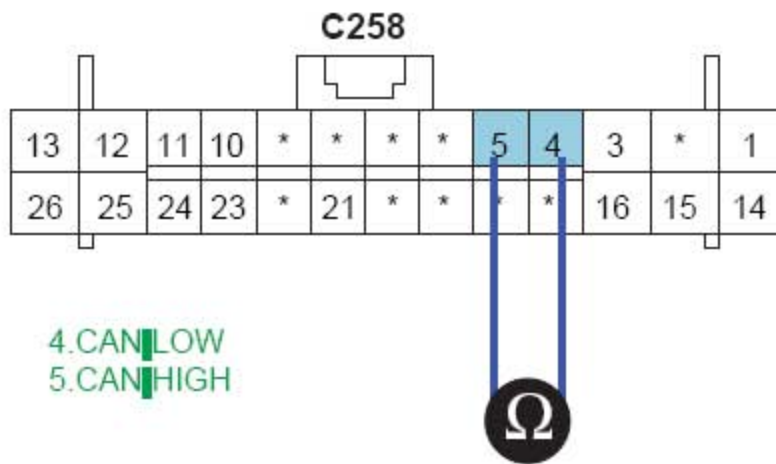 C258
13 12 11 10 * * * * 5 4 3 * 1
26 25 24 23 * 21 * * * * 16 15 14
4.CAN LOW
5.CAN HIGH
Ω